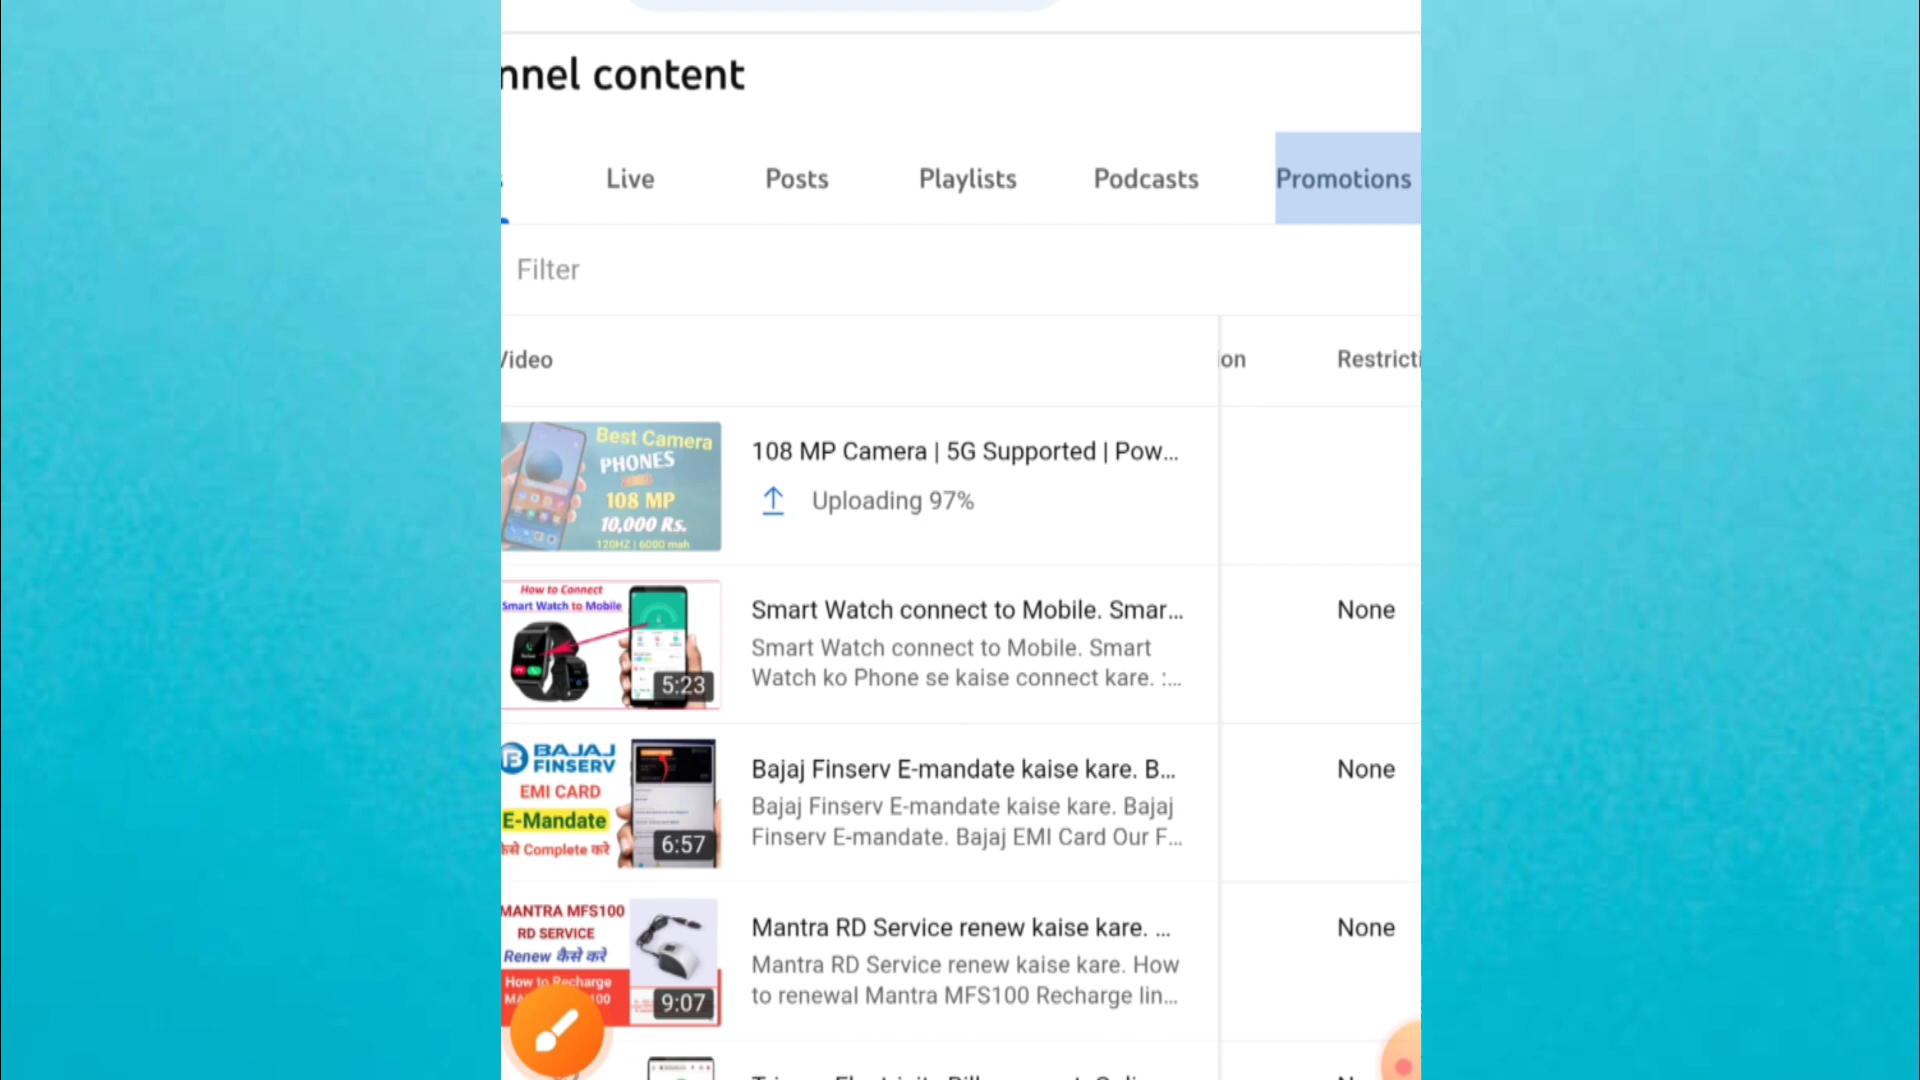 nnel content
Live Posts Playlists Podcasts Promotions
Filter
Video
ion
Restricti
Best Camera
PHONES
108 MP
10,000 Rs.
120HZ | 6000 mah
108 MP Camera | 5G Supported | Pow...
Uploading 97%
How to Connect
Smart Watch to Mobile
5:23
Smart Watch connect to Mobile. Smar...
Smart Watch connect to Mobile. Smart
Watch ko Phone se kaise connect kare. :...
None
BAJAJ
FINSERV
EMI CARD
E-Mandate
कैसे Complete करे
6:57
Bajaj Finserv E-mandate kaise kare. B...
Bajaj Finserv E-mandate kaise kare. Bajaj
Finserv E-mandate. Bajaj EMI Card Our F...
None
MANTRA MFS100
RD SERVICE
Renew कैसे करे
How to Recharge
9:07
Mantra RD Service renew kaise kare. ...
Mantra RD Service renew kaise kare. How
to renewal Mantra MFS100 Recharge lin...
None